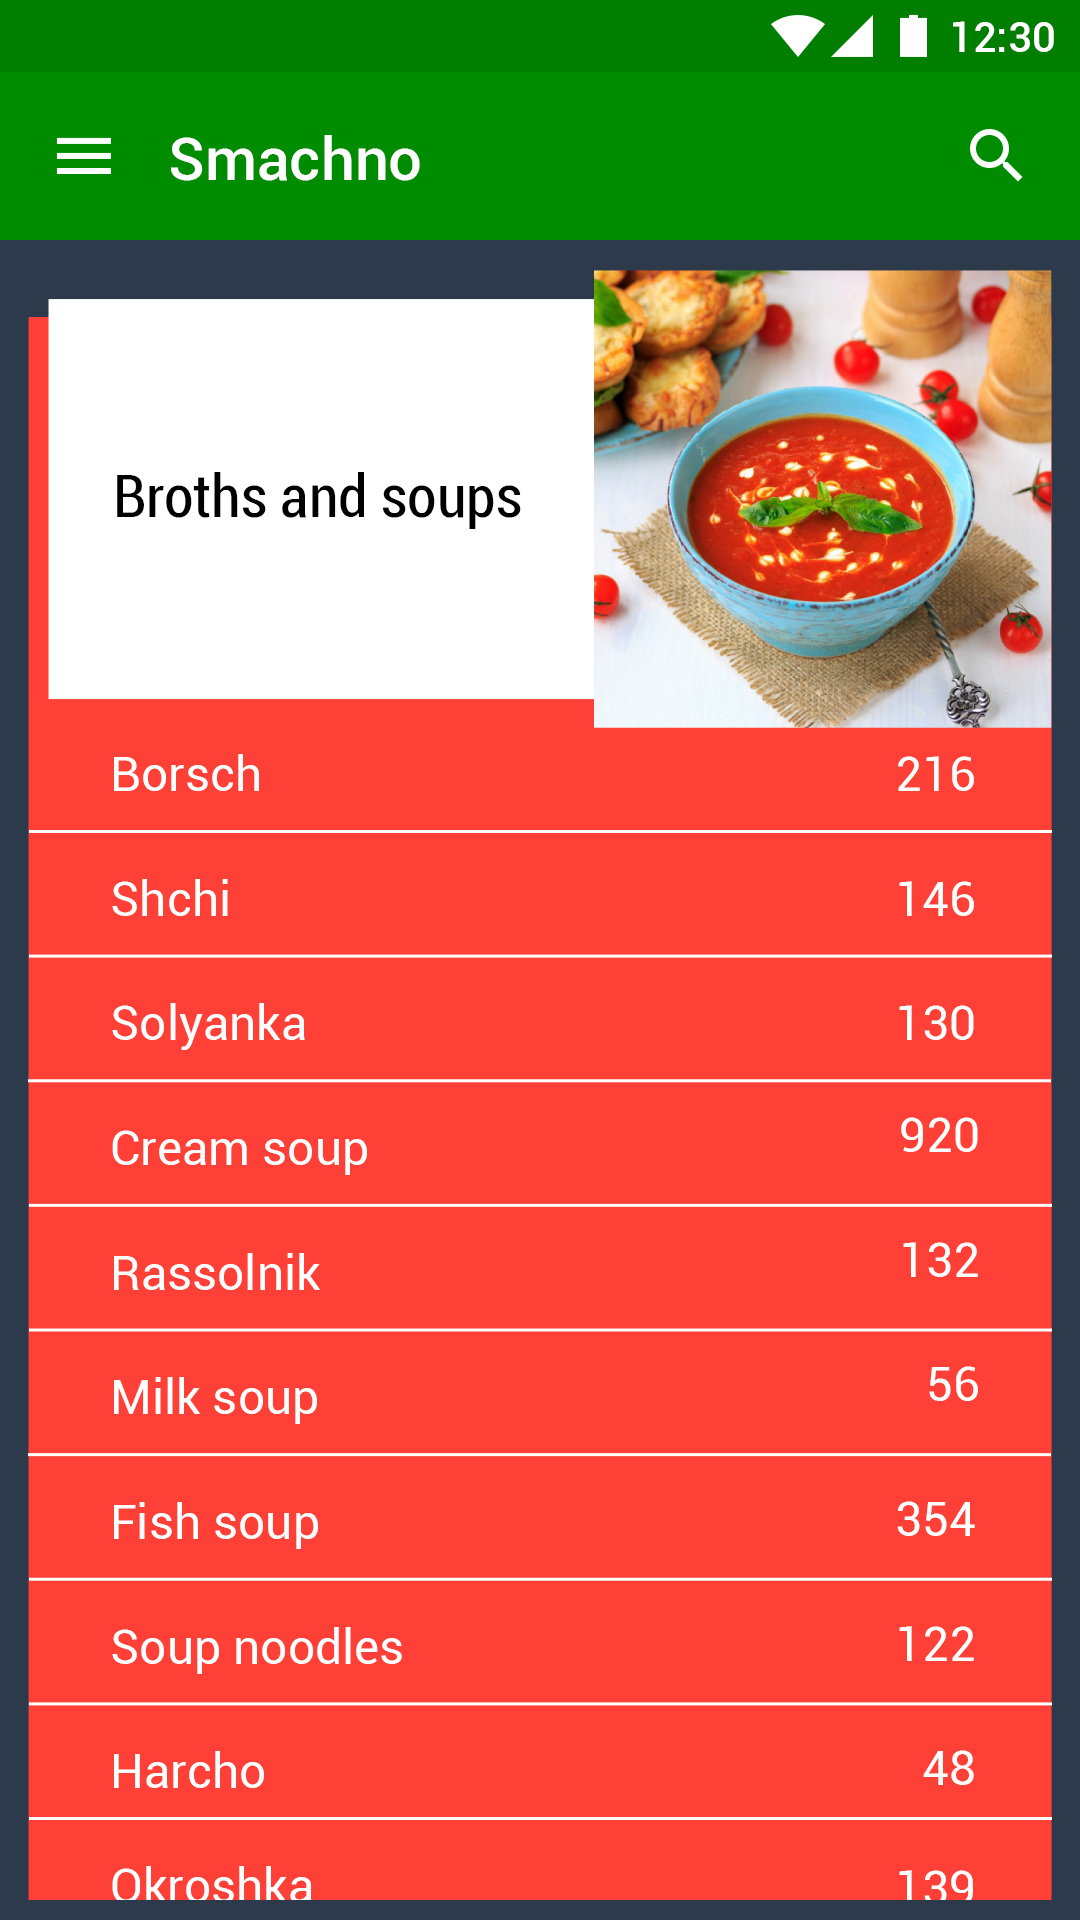 12:30
Smachno
Broths and soups
Borsch 216
Shchi 146
Solyanka 130
Cream soup 920
Rassolnik 132
Milk soup 56
Fish soup 354
Soup noodles 122
Harcho 48
Okroshka 139